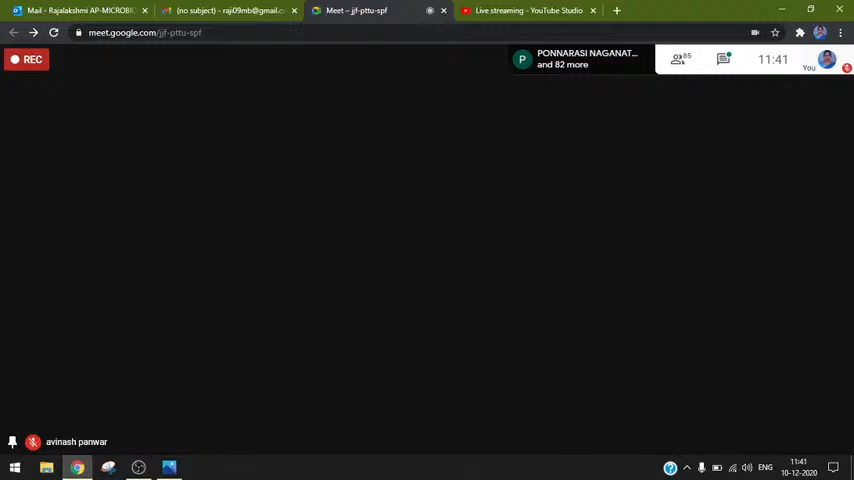 Mail - Rajalakshmi AP-MICROBIO
(no subject) - raji09mb@gmail.co
Meet – jjf-pttu-spf
Live streaming - YouTube Studio
meet.google.com/jjf-pttu-spf
REC
P
PONNARASI NAGANAT...
and 82 more
85
11:41
You
avinash panwar
ENG
11:41
10-12-2020